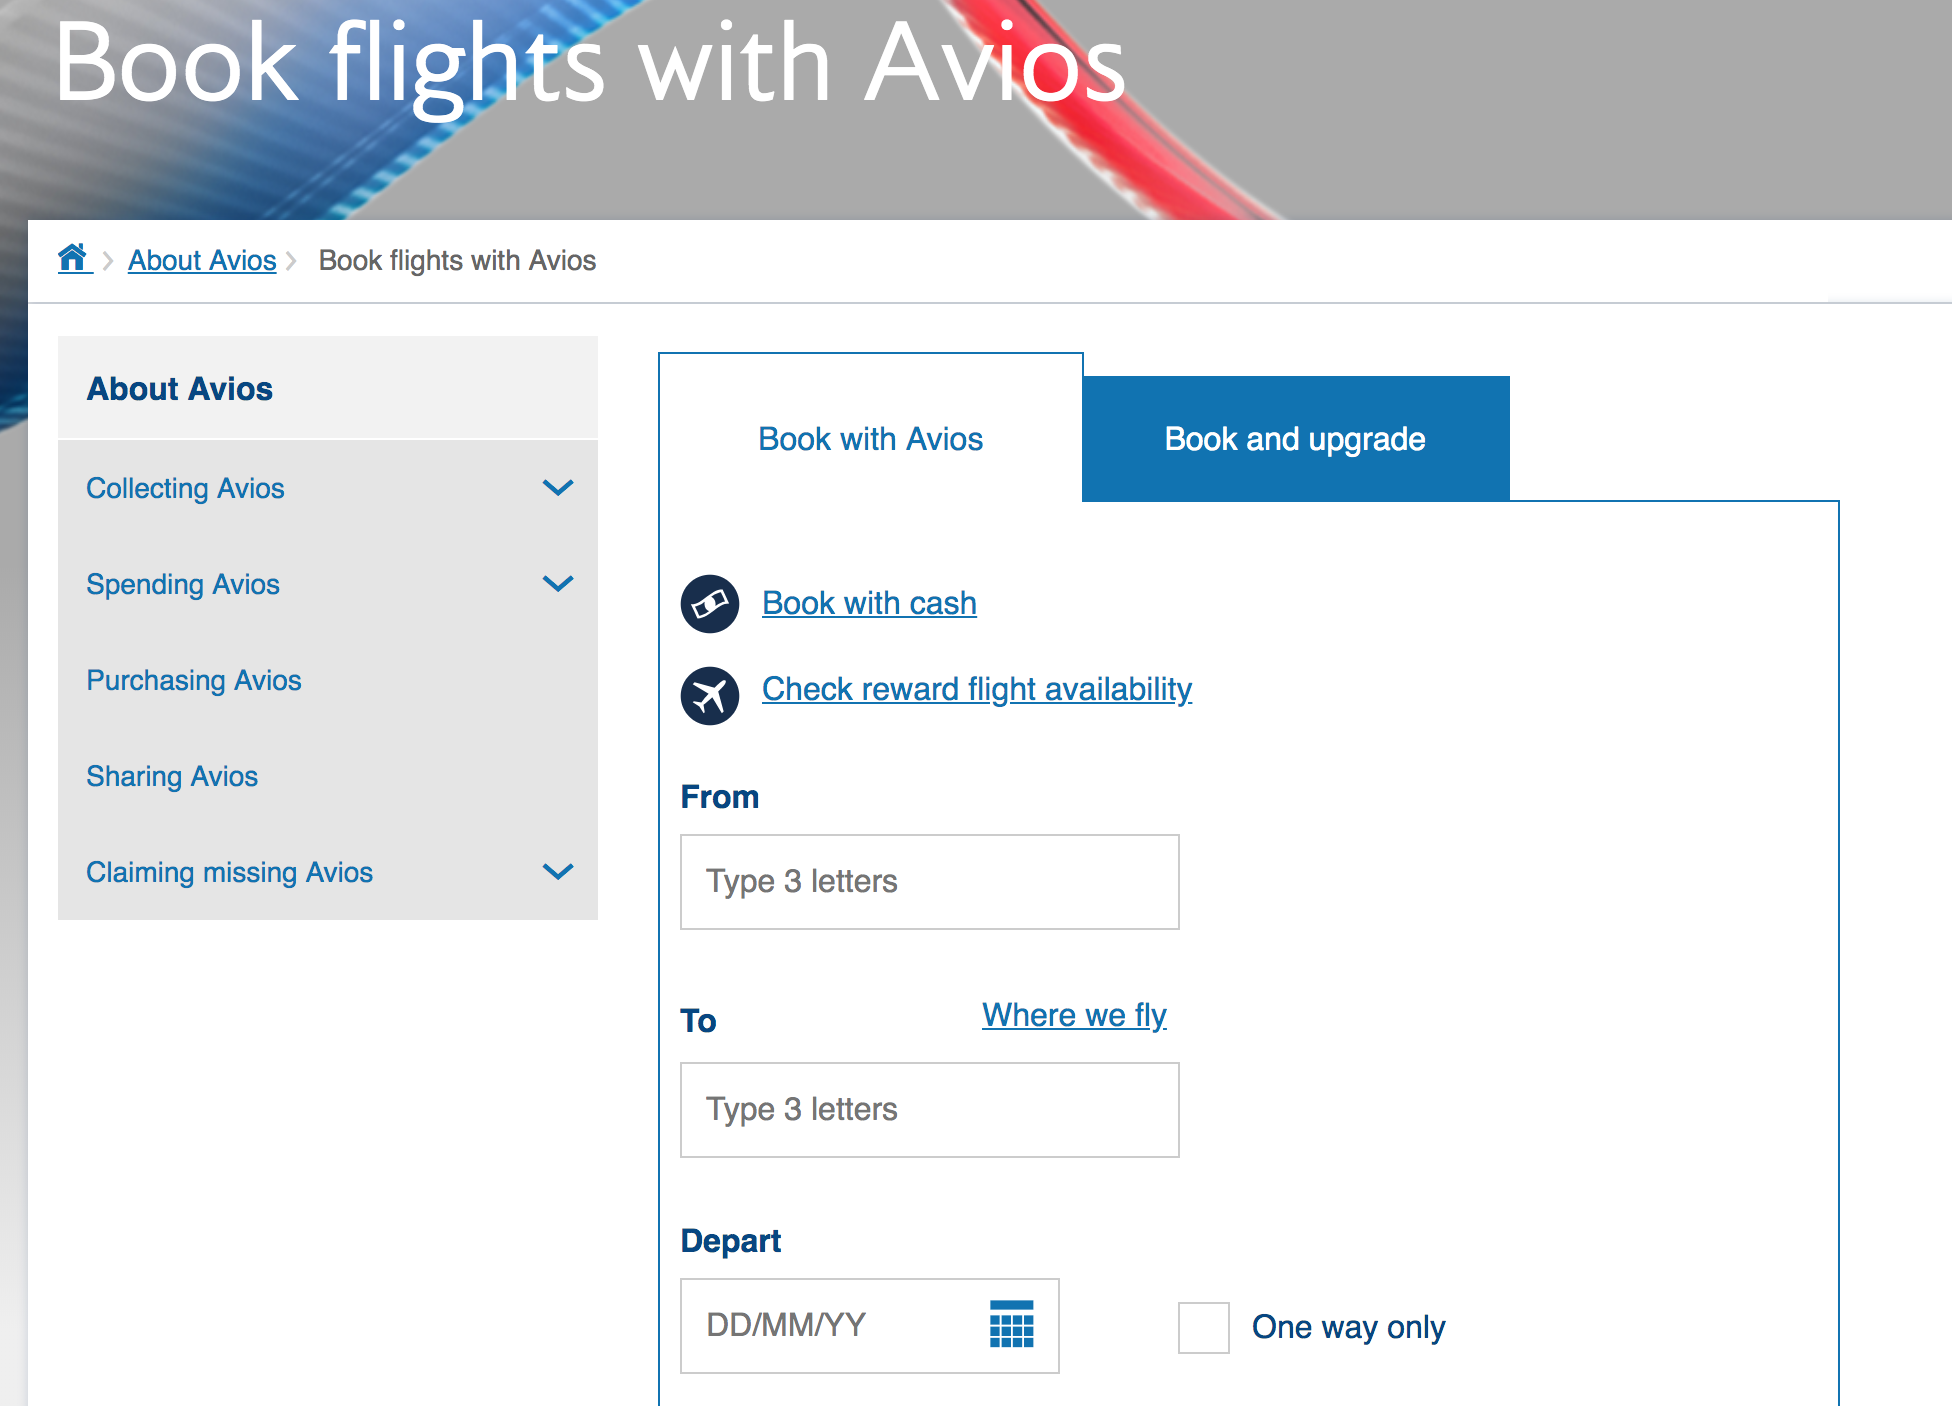 Book flights with Avios
About Avios
Book flights with Avios
About Avios
Collecting Avios
Spending Avios
Purchasing Avios
Sharing Avios
Claiming missing Avios
Book with Avios
Book and upgrade
Book with cash
Check reward flight availability
From
Type 3 letters
To
Where we fly
Type 3 letters
Depart
DD/MM/YY
One way only